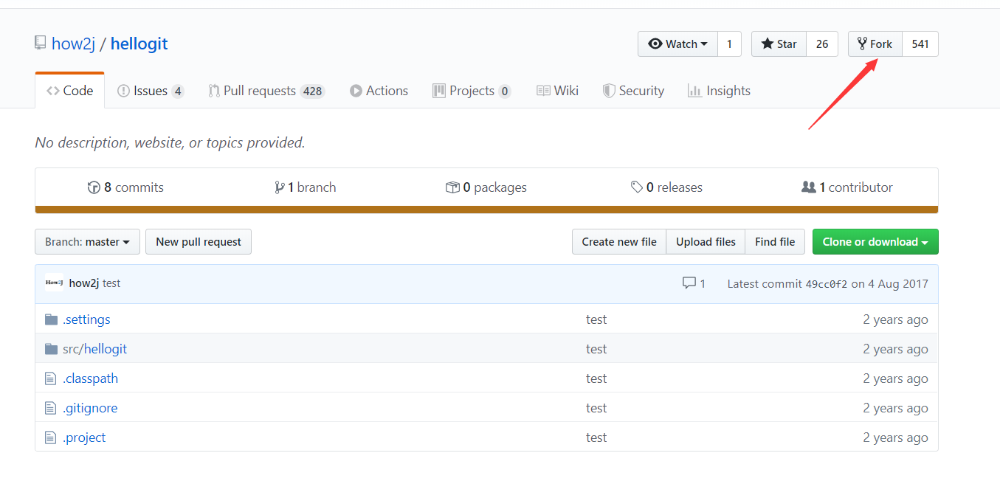 how2j / hellogit
Watch 1 Star 26 Fork 541
Code Issues 4 Pull requests 428 Actions Projects 0 Wiki Security Insights
No description, website, or topics provided.
8 commits 1 branch 0 packages 0 releases 1 contributor
Branch: master New pull request Create new file Upload files Find file Clone or download
How2J how2j test 1 Latest commit 49cc0f2 on 4 Aug 2017
.settings test 2 years ago
src/hellogit test 2 years ago
.classpath test 2 years ago
.gitignore test 2 years ago
.project test 2 years ago